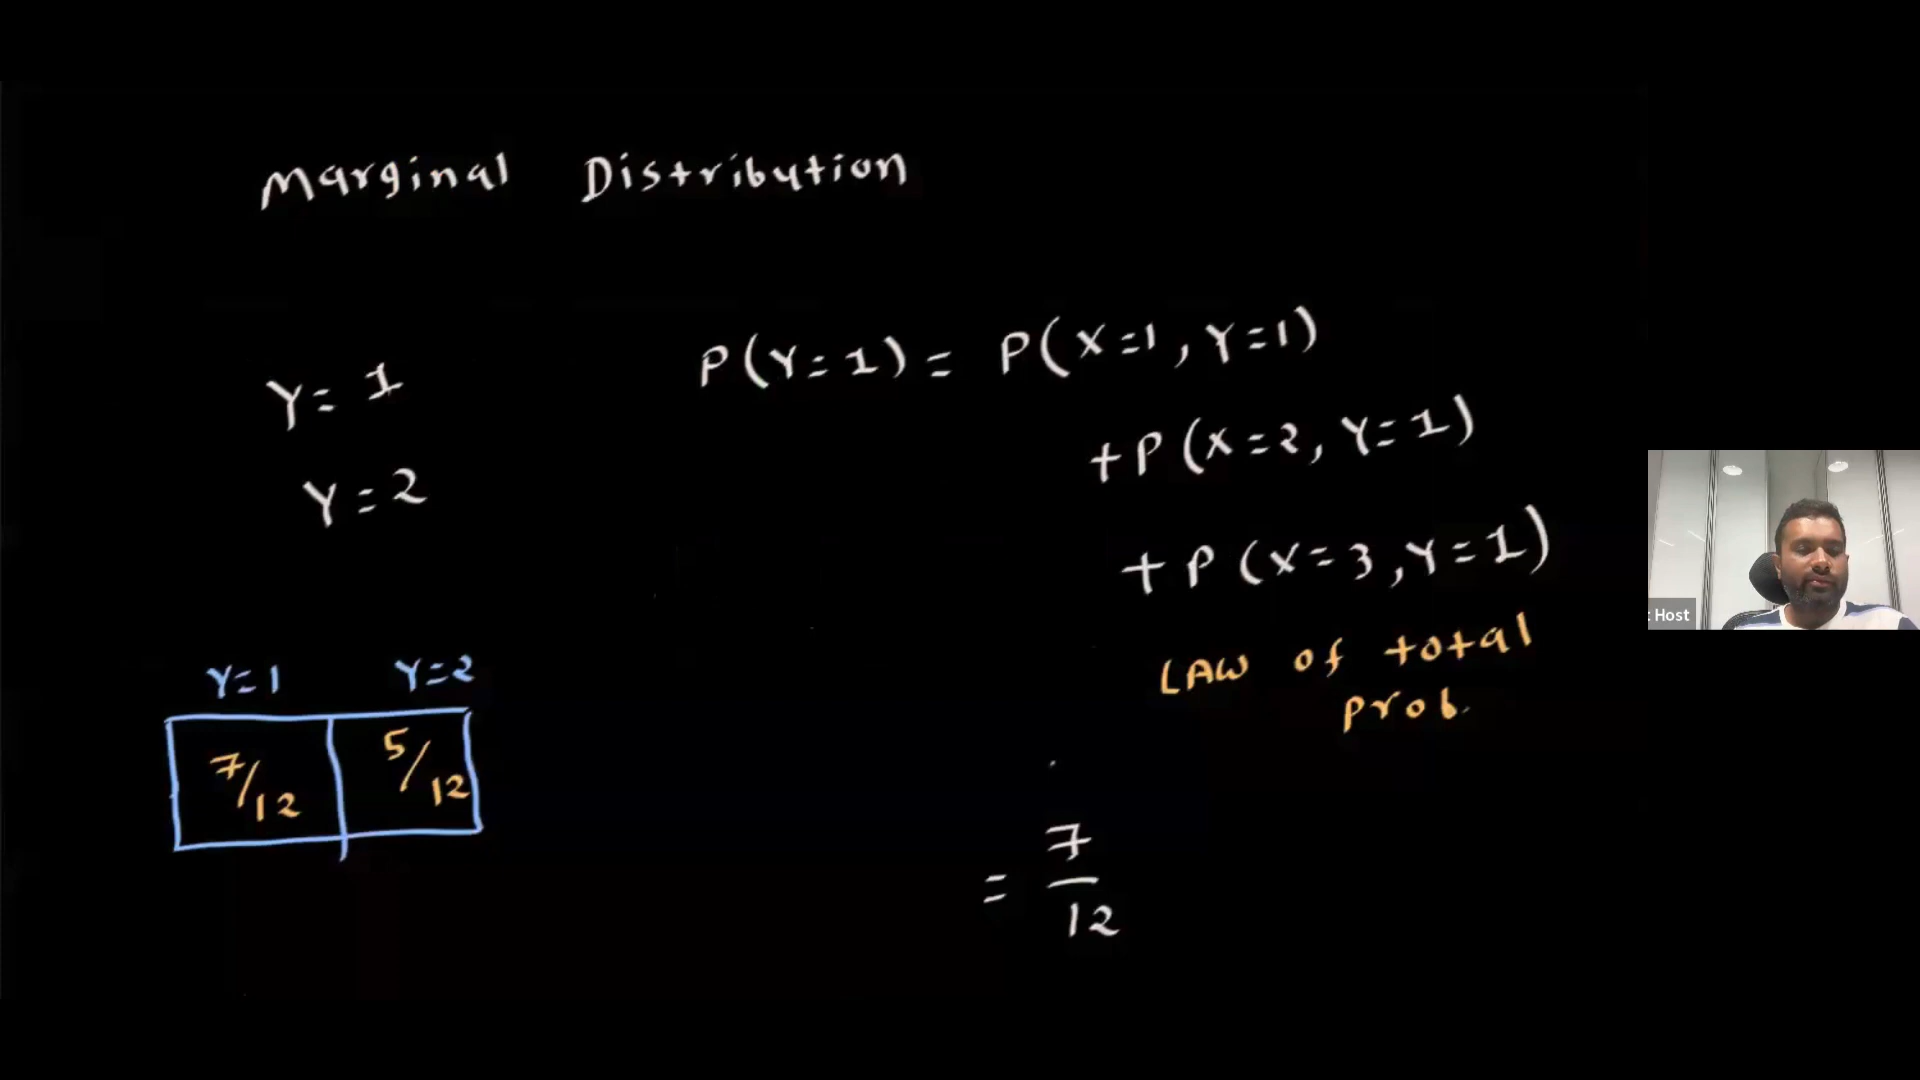 Marginal Distribution
Y=1
P(Y=1) = P(X=1, Y=1)
+P(X=2, Y=1)
Y=2
+P(X=3, Y=1)
Law of total
prob.
Y=1 Y=2
7/12 5/12
= 7/12
: Host